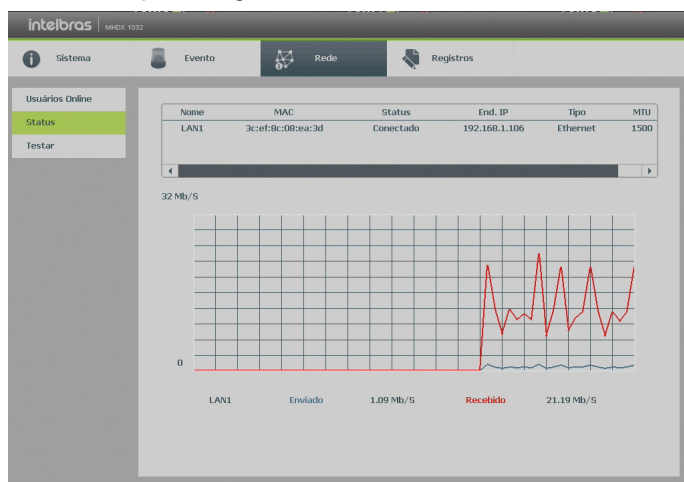 intelbras MHDX 1032
Sistema Evento Rede Registros
Usuários Online
Status
Testar
Nome MAC Status End. IP Tipo MTU
LAN1 3c:ef:8c:08:ea:3d Conectado 192.168.1.106 Ethernet 1500
32 Mb/S
0
LAN1 Enviado 1.09 Mb/S Recebido 21.19 Mb/S